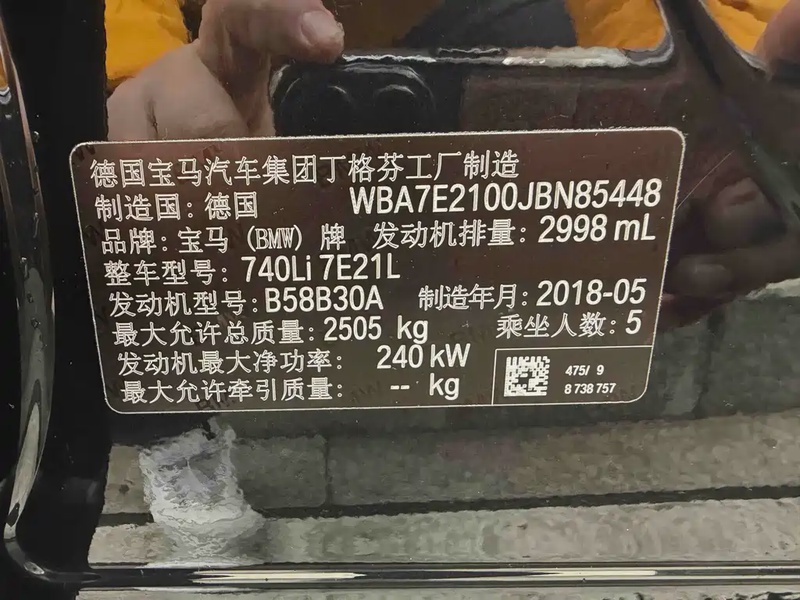 德国宝马汽车集团丁格芬工厂制造
制造国：德国 WBA7E2100JBN85448
品牌：宝马（BMW）牌 发动机排量：2998 mL
整车型号：740Li 7E21L
发动机型号：B58B30A 制造年月：2018-05
最大允许总质量：2505 kg 乘坐人数：5
发动机最大净功率： 240 kW
最大允许牵引质量： -- kg
475/ 9
8 738 757